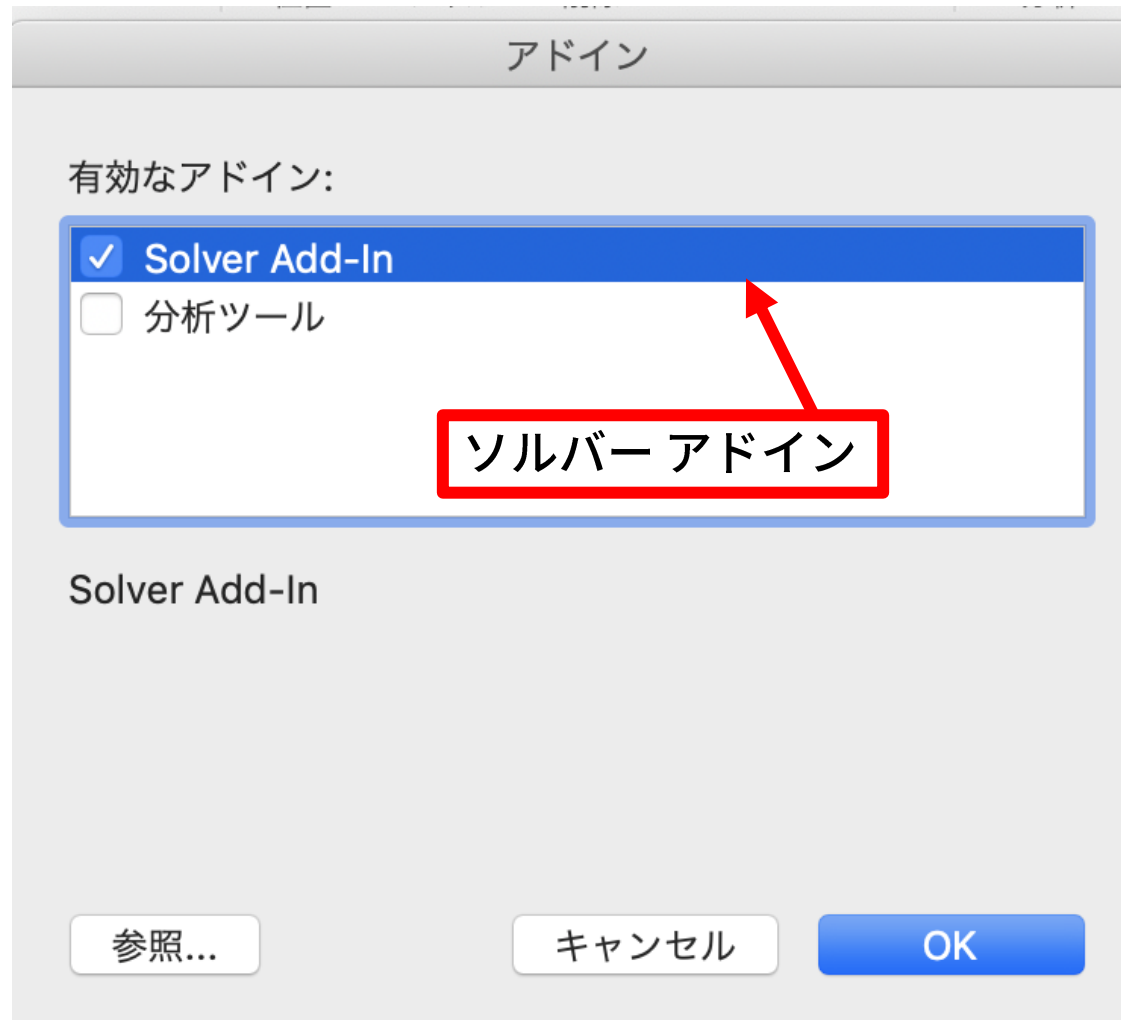 アドイン
有効なアドイン:
Solver Add-In
分析ツール
ソルバー アドイン
Solver Add-In
参照...
キャンセル
OK